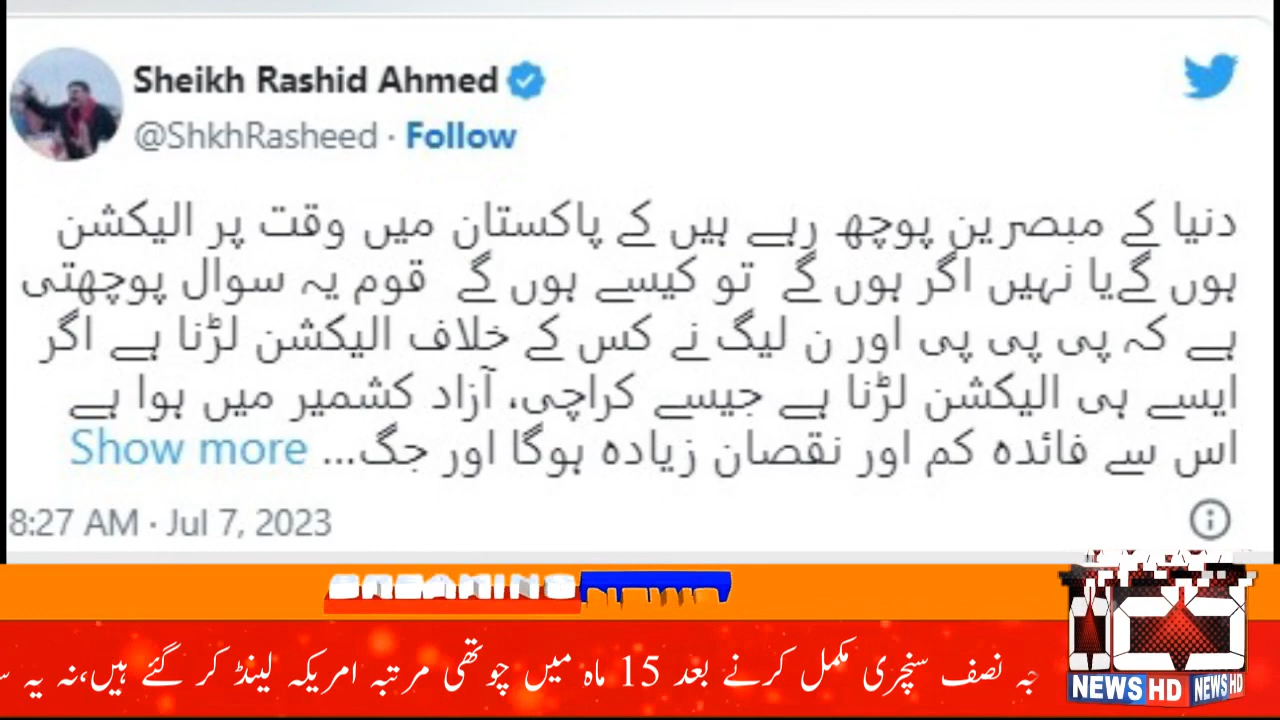 Sheikh Rashid Ahmed
@ShkhRasheed · Follow
دنیا کے مبصرین پوچھ رہے ہیں کے پاکستان میں وقت پر الیکشن
ہوں گےیا نہیں اگر ہوں گے تو کیسے ہوں گے قوم یہ سوال پوچھتی
ہے کہ پی پی پی اور ن لیگ نے کس کے خلاف الیکشن لڑنا ہے اگر
ایسے ہی الیکشن لڑنا ہے جیسے کراچی، آزاد کشمیر میں ہوا ہے
اس سے فائدہ کم اور نقصان زیادہ ہوگا اور جگ... Show more
8:27 AM · Jul 7, 2023
BREAKING NEWS
جہ نصف سنچری مکمل کرنے بعد 15 ماہ میں چوتھی مرتبہ امریکہ لینڈ کر گئے ہیں،نہ یہ
NEWS HD NEWS HD